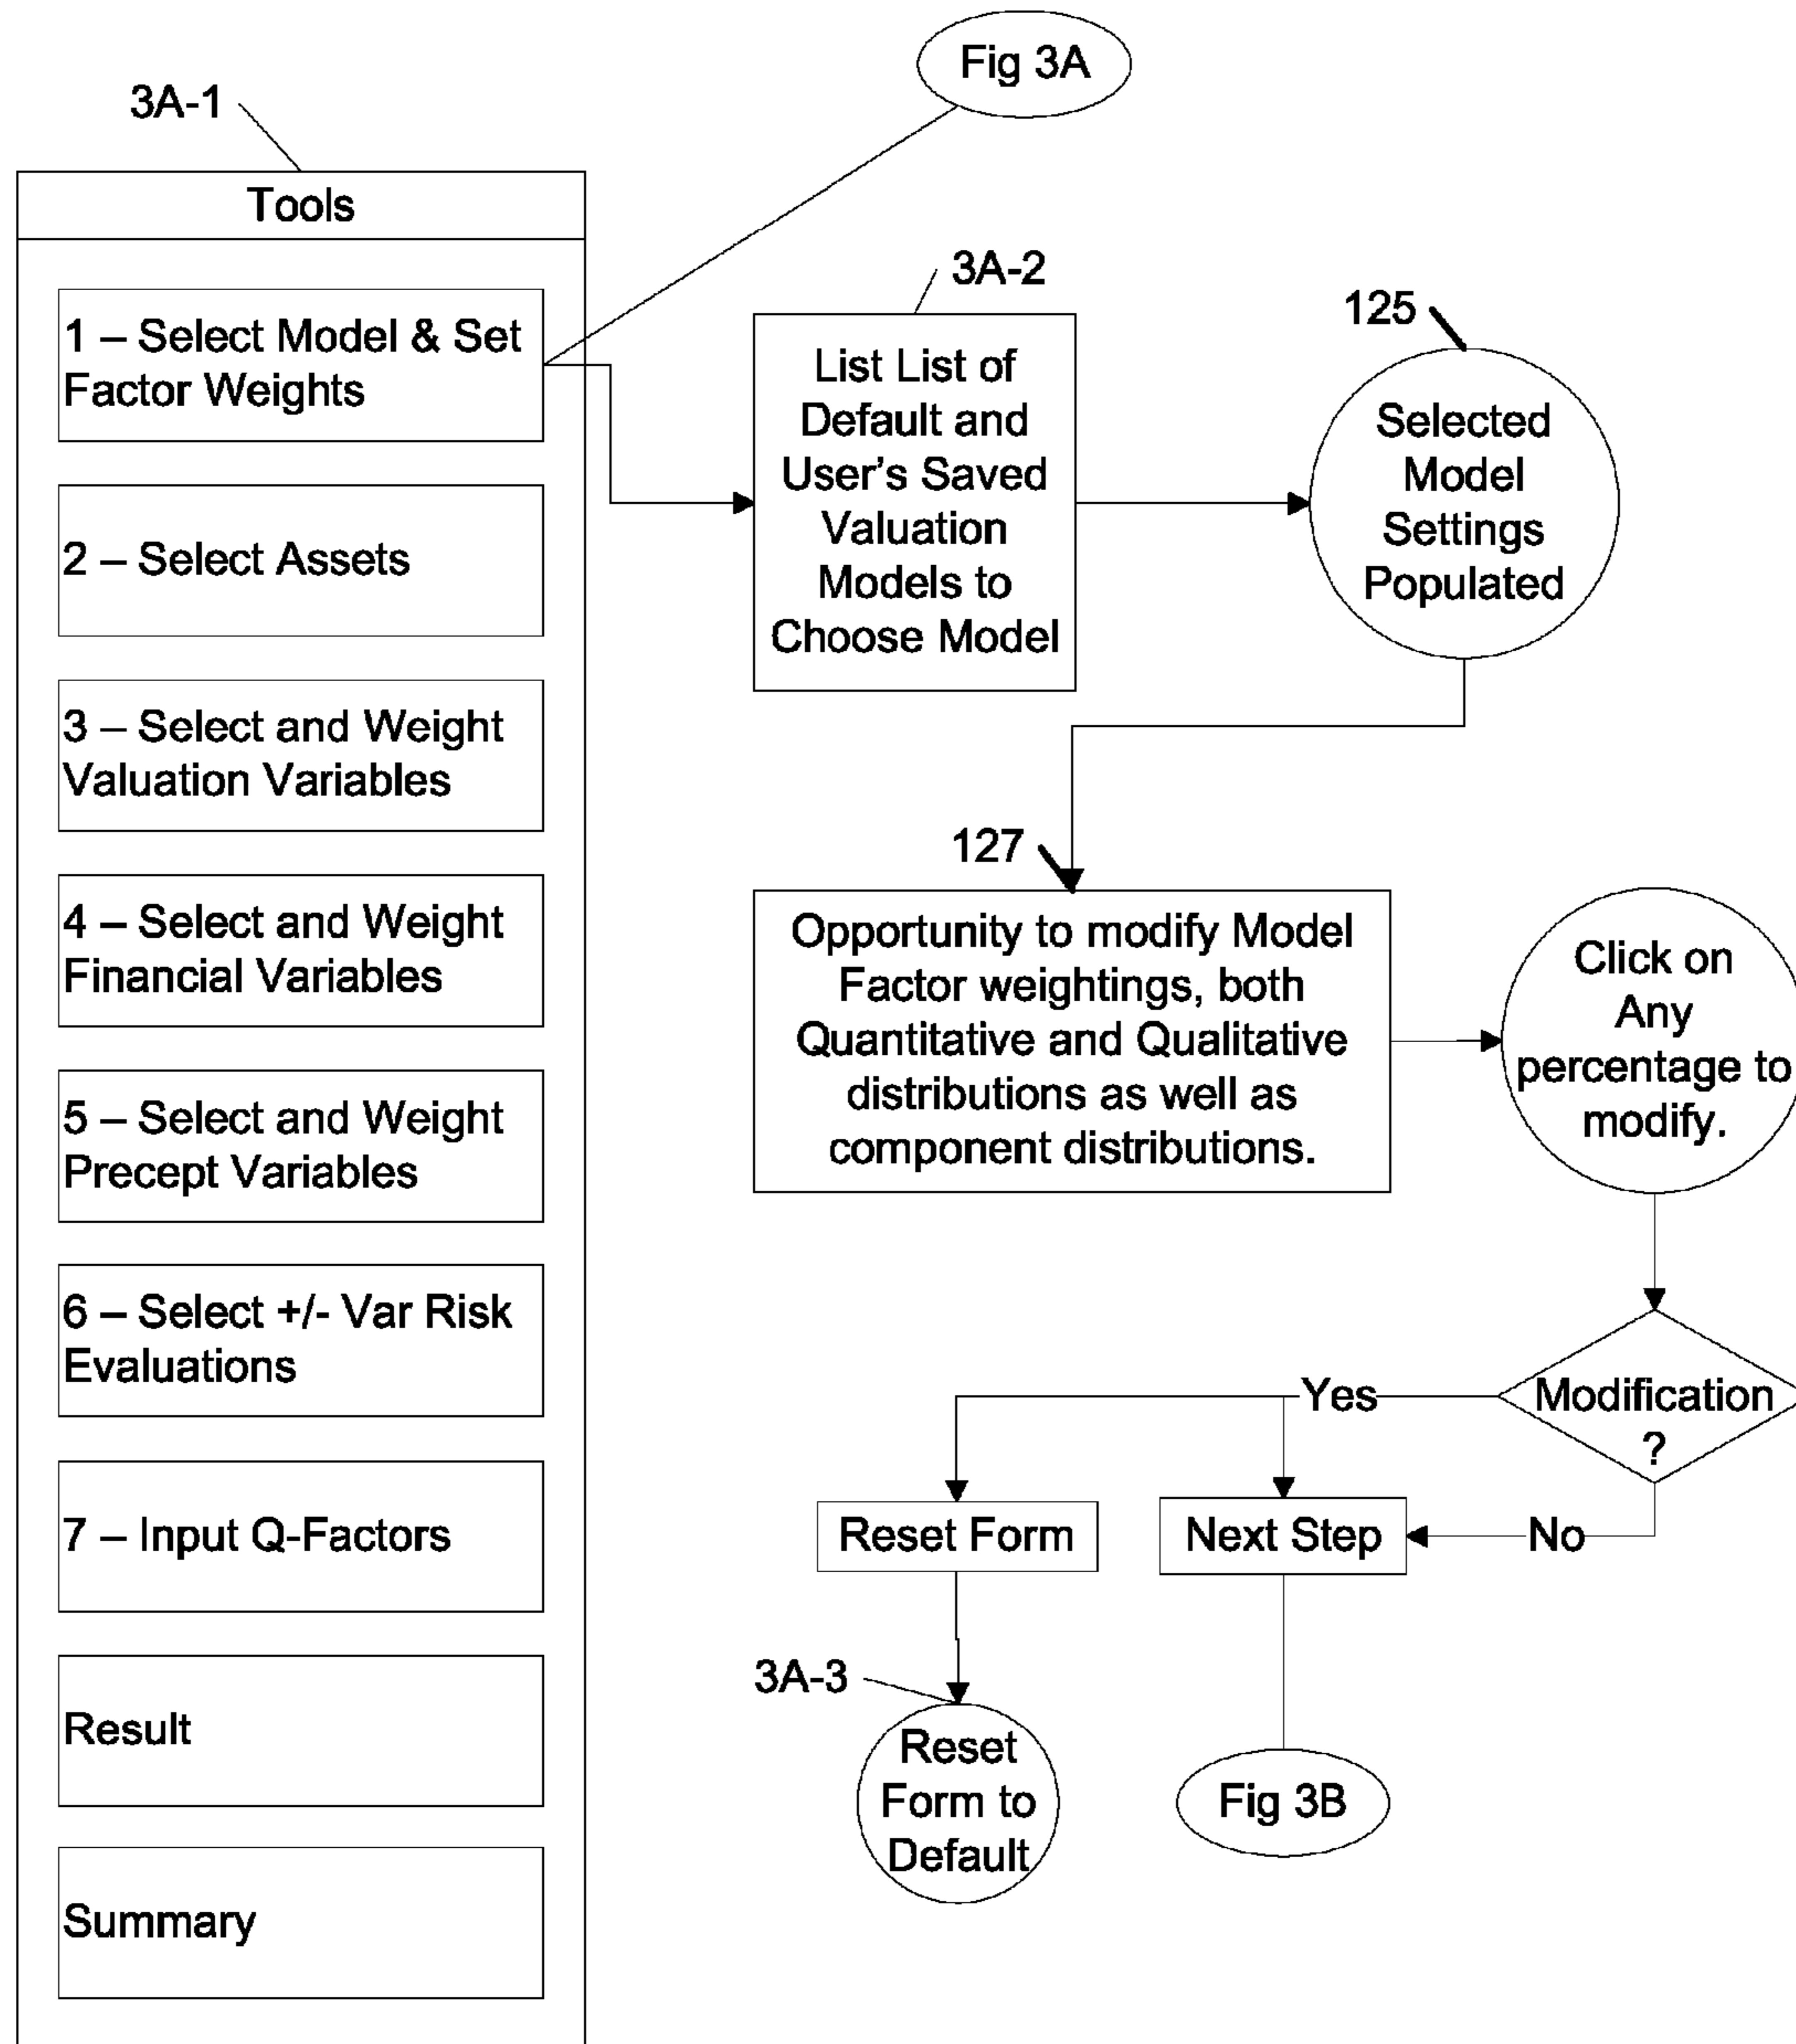 Fig 3A
3A-1
Tools
1 – Select Model & Set
Factor Weights
2 – Select Assets
3 – Select and Weight
Valuation Variables
4 – Select and Weight
Financial Variables
5 – Select and Weight
Precept Variables
6 – Select +/- Var Risk
Evaluations
7 – Input Q-Factors
Result
Summary
3A-2
List List of
Default and
User's Saved
Valuation
Models to
Choose Model
125
Selected
Model
Settings
Populated
127
Opportunity to modify Model
Factor weightings, both
Quantitative and Qualitative
distributions as well as
component distributions.
Click on
Any
percentage to
modify.
Modification
?
Yes
No
Reset Form
Next Step
3A-3
Reset
Form to
Default
Fig 3B